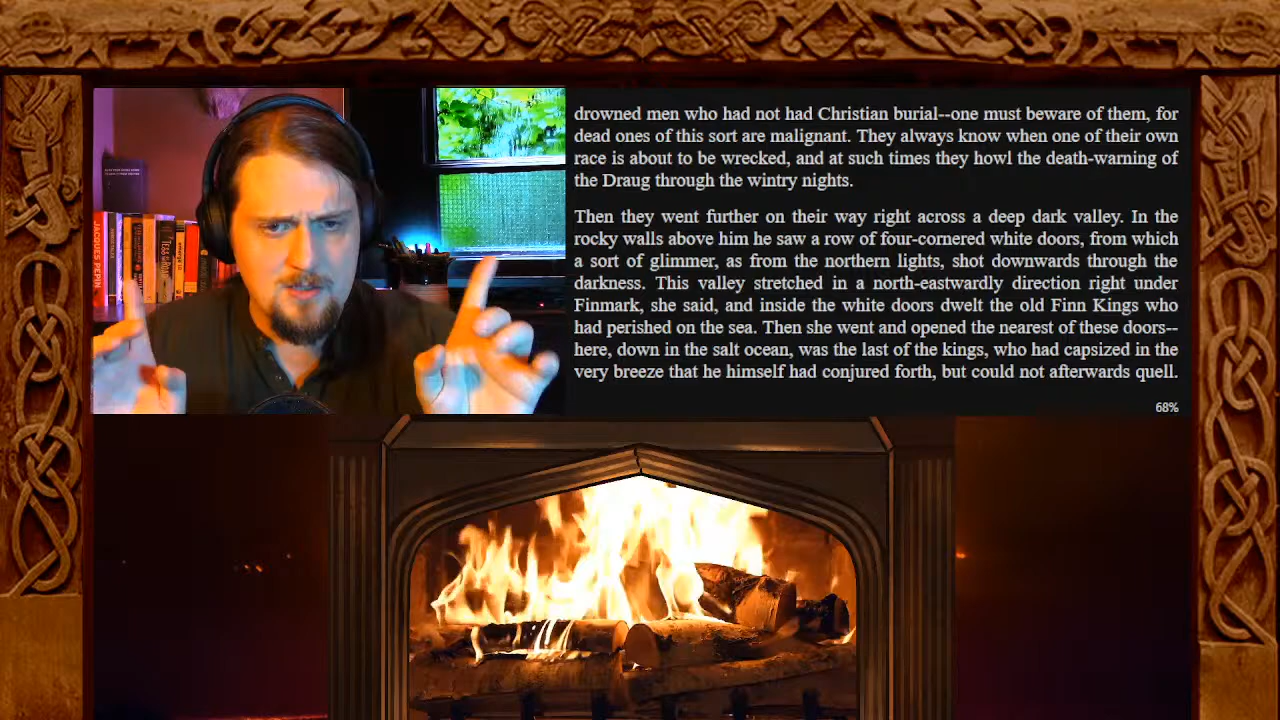 drowned men who had not had Christian burial--one must beware of them, for
dead ones of this sort are malignant. They always know when one of their own
race is about to be wrecked, and at such times they howl the death-warning of
the Draug through the wintry nights.
Then they went further on their way right across a deep dark valley. In the
rocky walls above him he saw a row of four-cornered white doors, from which
a sort of glimmer, as from the northern lights, shot downwards through the
darkness. This valley stretched in a north-eastwardly direction right under
Finmark, she said, and inside the white doors dwelt the old Finn Kings who
had perished on the sea. Then she went and opened the nearest of these doors--
here, down in the salt ocean, was the last of the kings, who had capsized in the
very breeze that he himself had conjured forth, but could not afterwards quell.
68%
JACQUES PEPIN